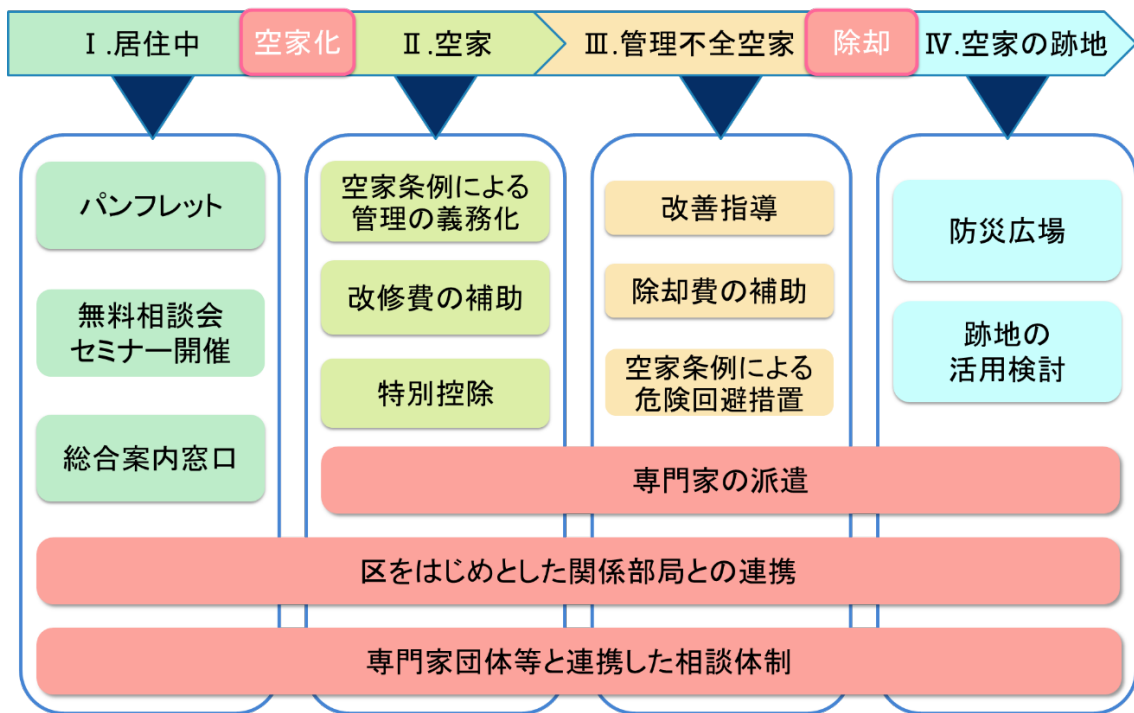 Ⅰ.居住中
空家化
Ⅱ.空家
Ⅲ.管理不全空家
除却
Ⅳ.空家の跡地
パンフレット
無料相談会
セミナー開催
総合案内窓口
空家条例による
管理の義務化
改修費の補助
特別控除
改善指導
除却費の補助
空家条例による
危険回避措置
防災広場
跡地の
活用検討
専門家の派遣
区をはじめとした関係部局との連携
専門家団体等と連携した相談体制